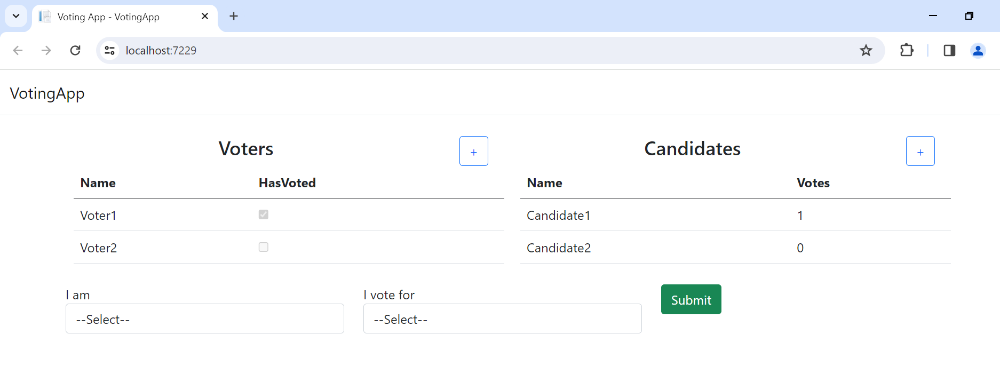 Voting App - VotingApp
localhost:7229
VotingApp
Voters
+
Candidates
+
Name HasVoted
Name Votes
Voter1
Candidate1 1
Voter2
Candidate2 0
I am
I vote for
Submit
--Select--
--Select--